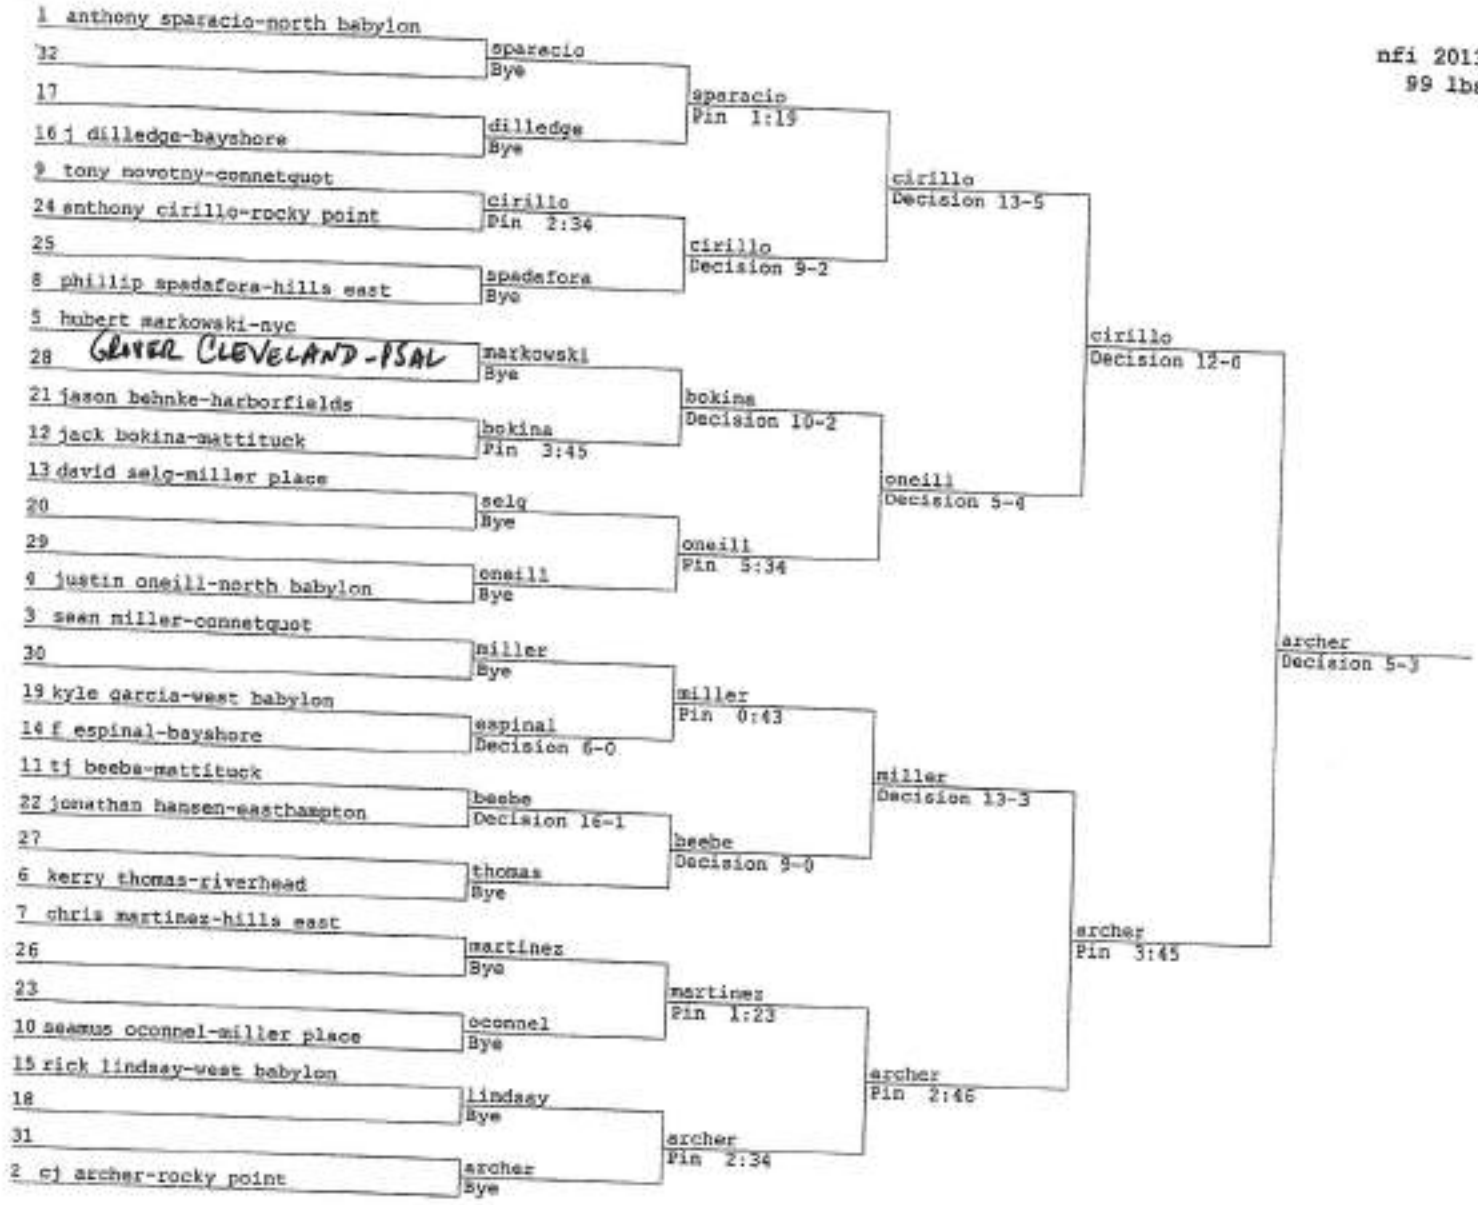 nfi 2011
99 lbs
1 anthony sparacio-north babylon
32
sparacio
Bye
17
16 j dilledge-bayshore
dilledge
Bye
sparacio
Pin 1:19
9 tony novotny-connetquot
24 anthony cirillo-rocky point
cirillo
Pin 2:34
25
8 phillip spadafora-hills east
spadafora
Bye
cirillo
Decision 9-2
cirillo
Decision 13-5
5 hubert markowski-nyc
GROVER CLEVELAND-PSAL
28
markowski
Bye
21 jason behnke-harborfields
12 jack bokina-mattituck
bokina
Pin 3:45
bokina
Decision 10-2
13 david selg-miller place
20
selg
Bye
29
4 justin oneill-north babylon
oneill
Bye
oneill
Pin 5:34
oneill
Decision 5-4
cirillo
Decision
3 sean miller-connetquot
30
miller
Bye
19 kyle garcia-west babylon
14 f espinal-bayshore
espinal
Decision 6-0
miller
Pin 0:43
11 tj beebe-mattituck
22 jonathan hansen-easthampton
beebe
Decision 16-1
27
6 kerry thomas-riverhead
thomas
Bye
beebe
Decision 9-0
miller
Decision 13-3
7 chris martinez-hills east
26
martinez
Bye
23
10 seamus oconnel-miller place
oconnel
Bye
martinez
Pin 1:23
15 rick lindsay-west babylon
18
lindsay
Bye
31
2 cj archer-rocky point
archer
Bye
archer
Pin 2:34
archer
Pin 2:46
archer
Pin 3:45
archer
Decision 5-3